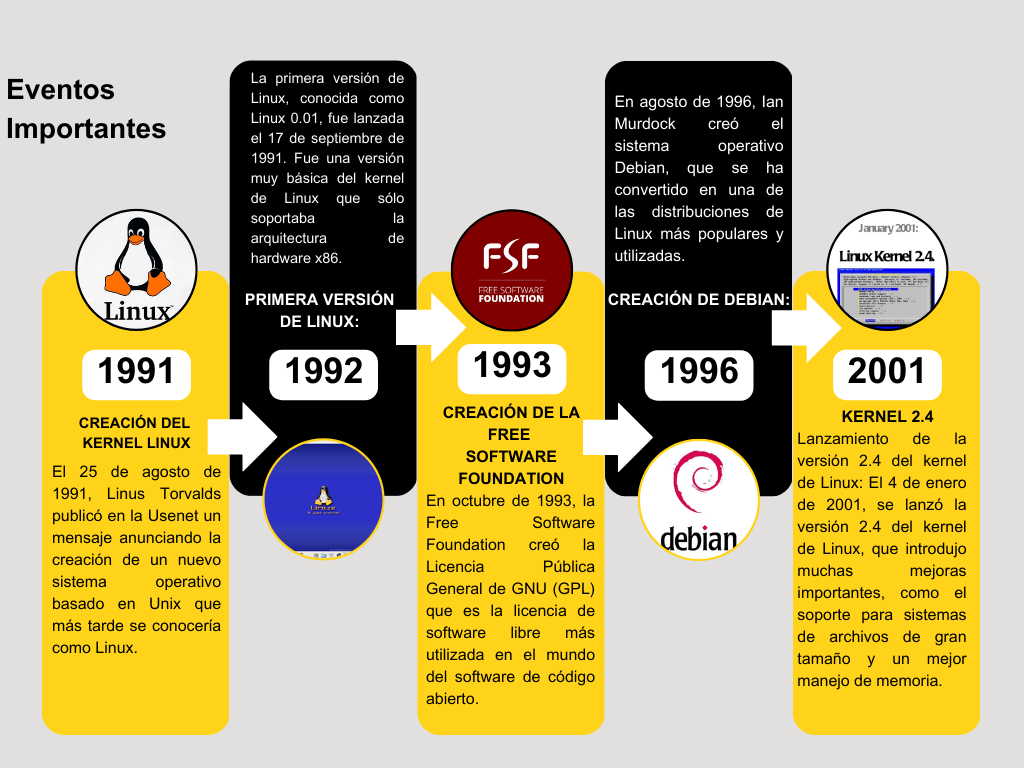 Eventos
Importantes
Linux
1991
CREACIÓN DEL
KERNEL LINUX
El 25 de agosto de
1991, Linus Torvalds
publicó en la Usenet un
mensaje anunciando la
creación de un nuevo
sistema operativo
basado en Unix que
más tarde se conocería
como Linux.
La primera versión de
Linux, conocida como
Linux 0.01, fue lanzada
el 17 de septiembre de
1991. Fue una versión
muy básica del kernel
de Linux que sólo
soportaba la
arquitectura de
hardware x86.
PRIMERA VERSIÓN
DE LINUX:
1992
Linux
FSF
FREE SOFTWARE
FOUNDATION
1993
CREACIÓN DE LA
FREE
SOFTWARE
FOUNDATION
En octubre de 1993, la
Free Software
Foundation creó la
Licencia Pública
General de GNU (GPL)
que es la licencia de
software libre más
utilizada en el mundo
del software de código
abierto.
En agosto de 1996, Ian
Murdock creó el
sistema operativo
Debian, que se ha
convertido en una de
las distribuciones de
Linux más populares y
utilizadas.
CREACIÓN DE DEBIAN:
1996
debian
January 2001:
Linux Kernel 2.4.
2001
KERNEL 2.4
Lanzamiento de la
versión 2.4 del kernel
de Linux: El 4 de enero
de 2001, se lanzó la
versión 2.4 del kernel
de Linux, que introdujo
muchas mejoras
importantes, como el
soporte para sistemas
de archivos de gran
tamaño y un mejor
manejo de memoria.